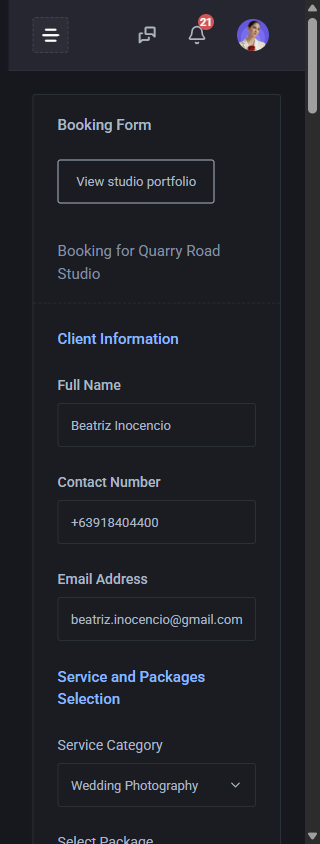 21
Booking Form
View studio portfolio
Booking for Quarry Road
Studio
Client Information
Full Name
Beatriz Inocencio
Contact Number
+63918404400
Email Address
beatriz.inocencio@gmail.com
Service and Packages
Selection
Service Category
Wedding Photography
Select Package